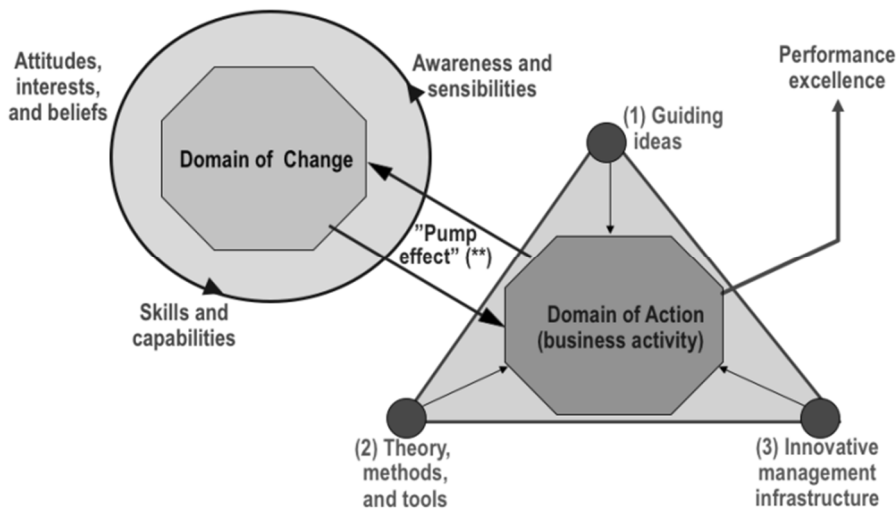 Attitudes,
interests,
and beliefs
Awareness and
sensibilities
Performance
excellence
(1) Guiding
ideas
Domain of Change
”Pump
effect” (**)
Skills and
capabilities
Domain of Action
(business activity)
(2) Theory,
methods,
and tools
(3) Innovative
management
infrastructure